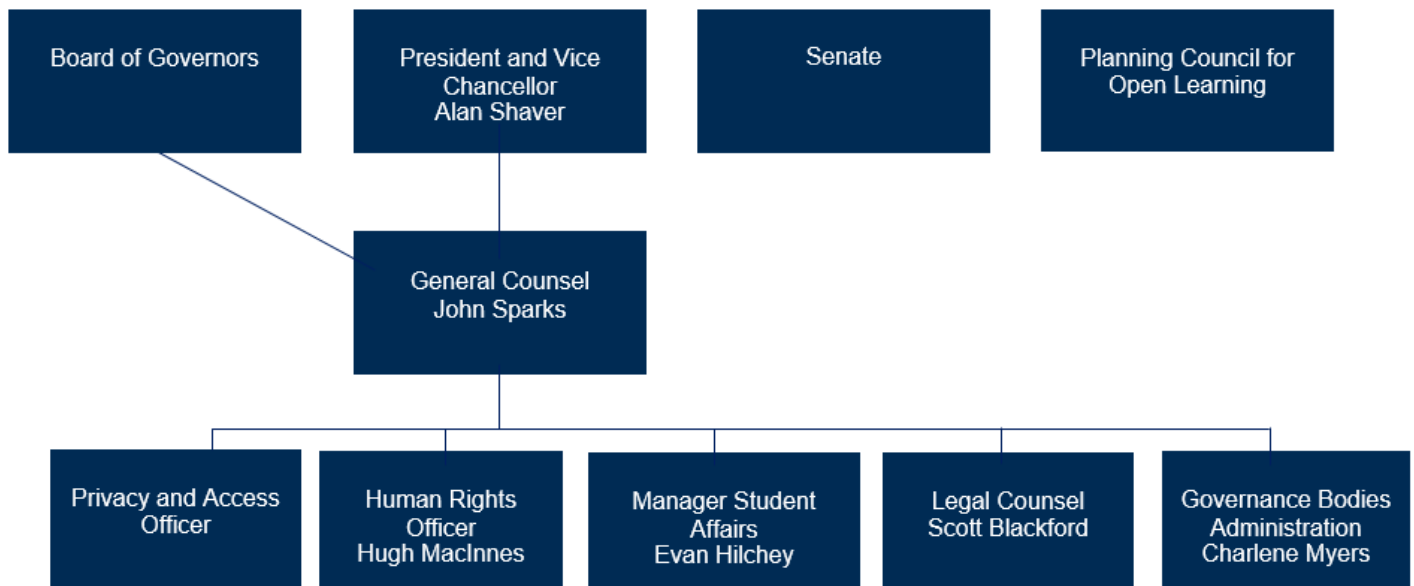 Board of Governors
President and Vice
Chancellor
Alan Shaver
Senate
Planning Council for
Open Learning
General Counsel
John Sparks
Privacy and Access
Officer
Human Rights
Officer
Hugh MacInnes
Manager Student
Affairs
Evan Hilchey
Legal Counsel
Scott Blackford
Governance Bodies
Administration
Charlene Myers